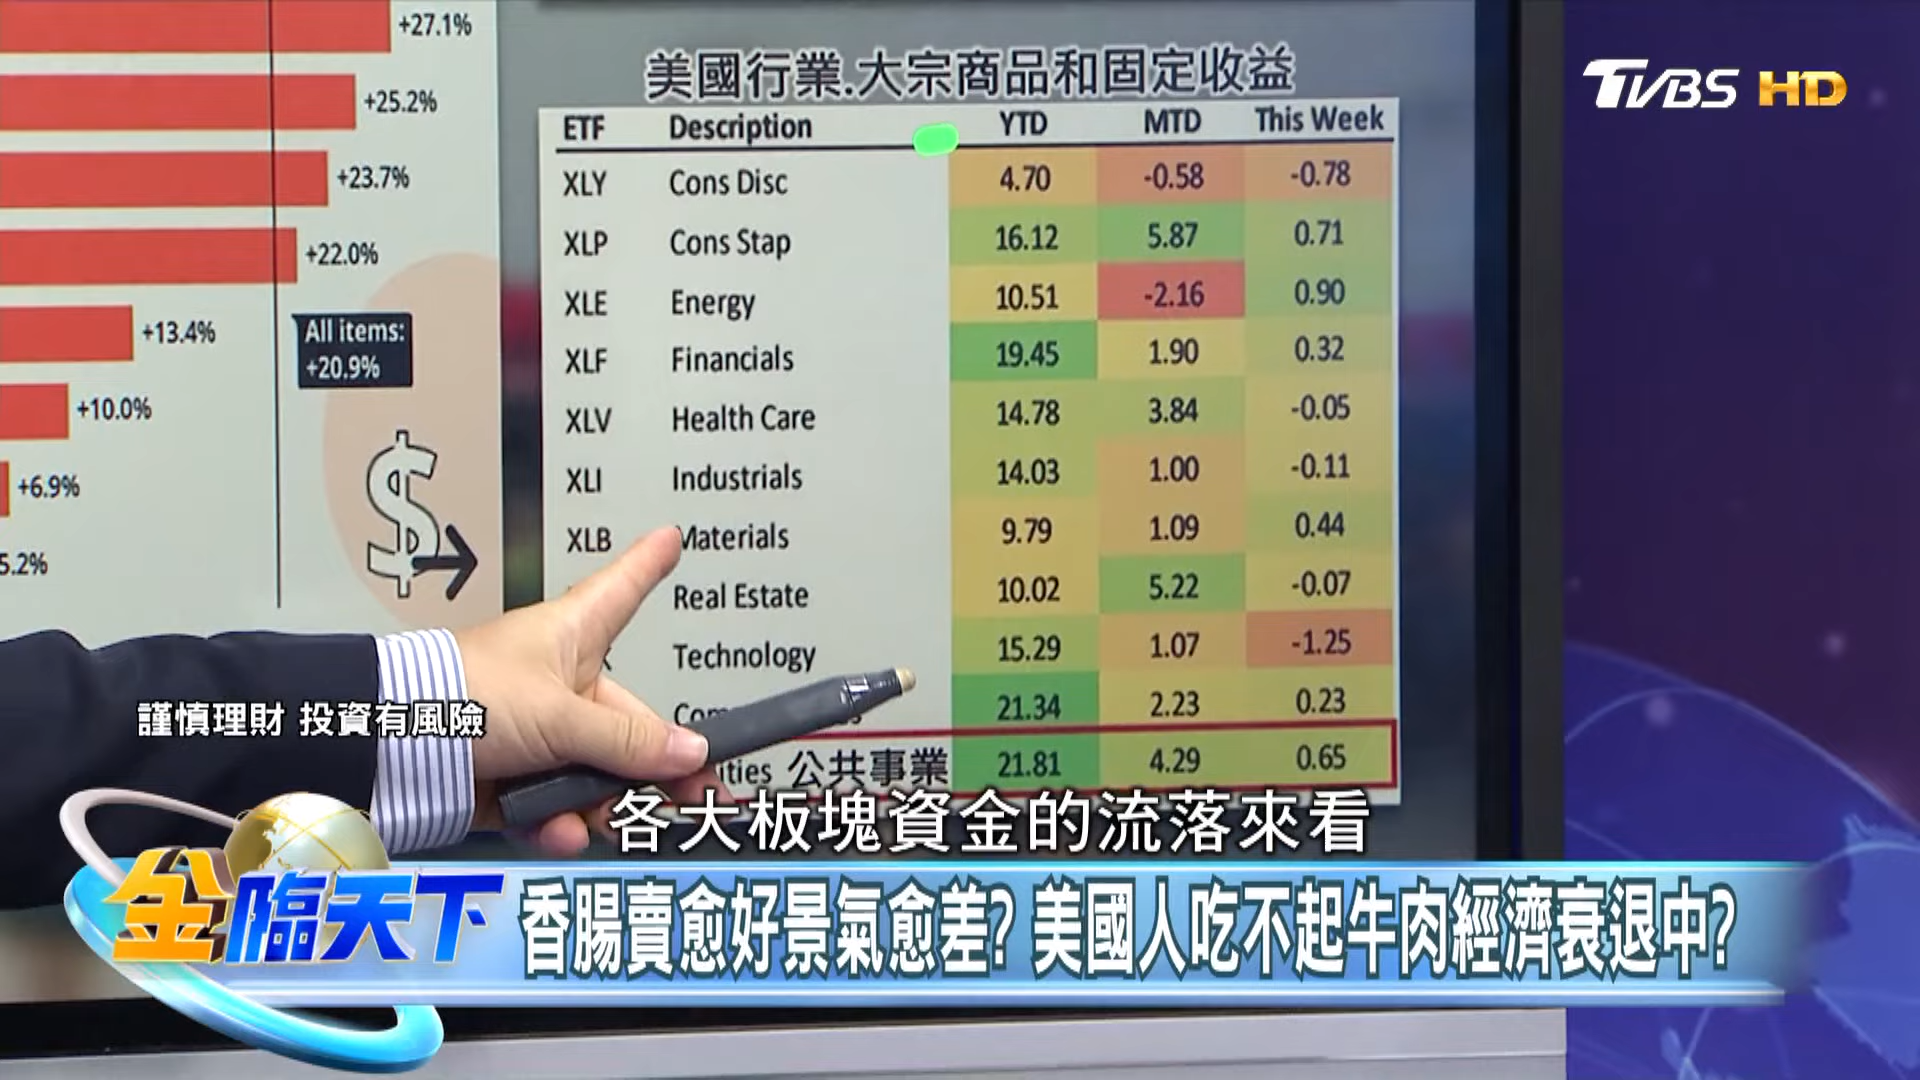 +27.1%
+25.2%
+23.7%
+22.0%
+13.4%
All items:
+20.9%
+10.0%
+6.9%
5.2%
$
美國行業.大宗商品和固定收益
ETF Description YTD MTD This Week
XLY Cons Disc 4.70 -0.58 -0.78
XLP Cons Stap 16.12 5.87 0.71
XLE Energy 10.51 -2.16 0.90
XLF Financials 19.45 1.90 0.32
XLV Health Care 14.78 3.84 -0.05
XLI Industrials 14.03 1.00 -0.11
XLB Materials 9.79 1.09 0.44
Real Estate 10.02 5.22 -0.07
Technology 15.29 1.07 -1.25
21.34 2.23 0.23
ities 公共事業 21.81 4.29 0.65
TVBS HD
謹慎理財 投資有風險
各大板塊資金的流落來看
金臨天下
香腸賣愈好景氣愈差? 美國人吃不起牛肉經濟衰退中?